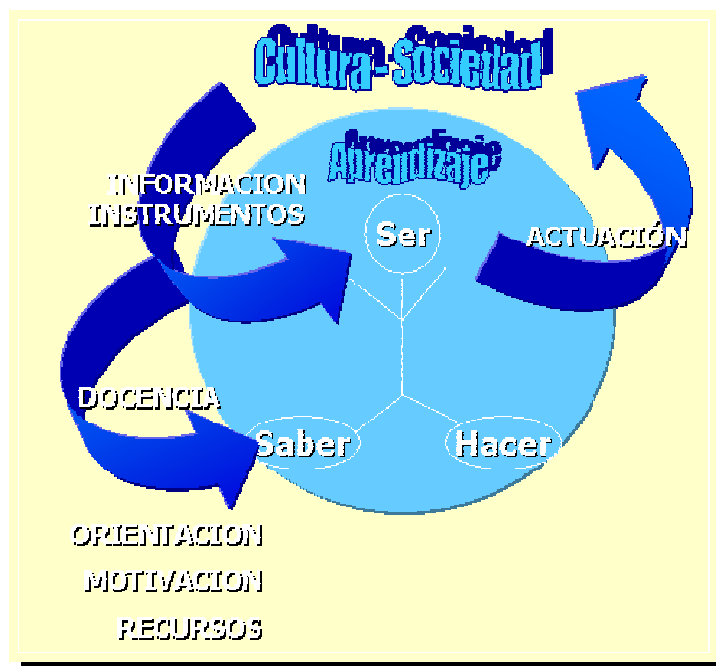 Cultura - Sociedad
Aprendizaje
INFORMACION
INSTRUMENTOS
Ser
ACTUACIÓN
DOCENCIA
Saber
Hacer
ORIENTACION
MOTIVACION
RECURSOS